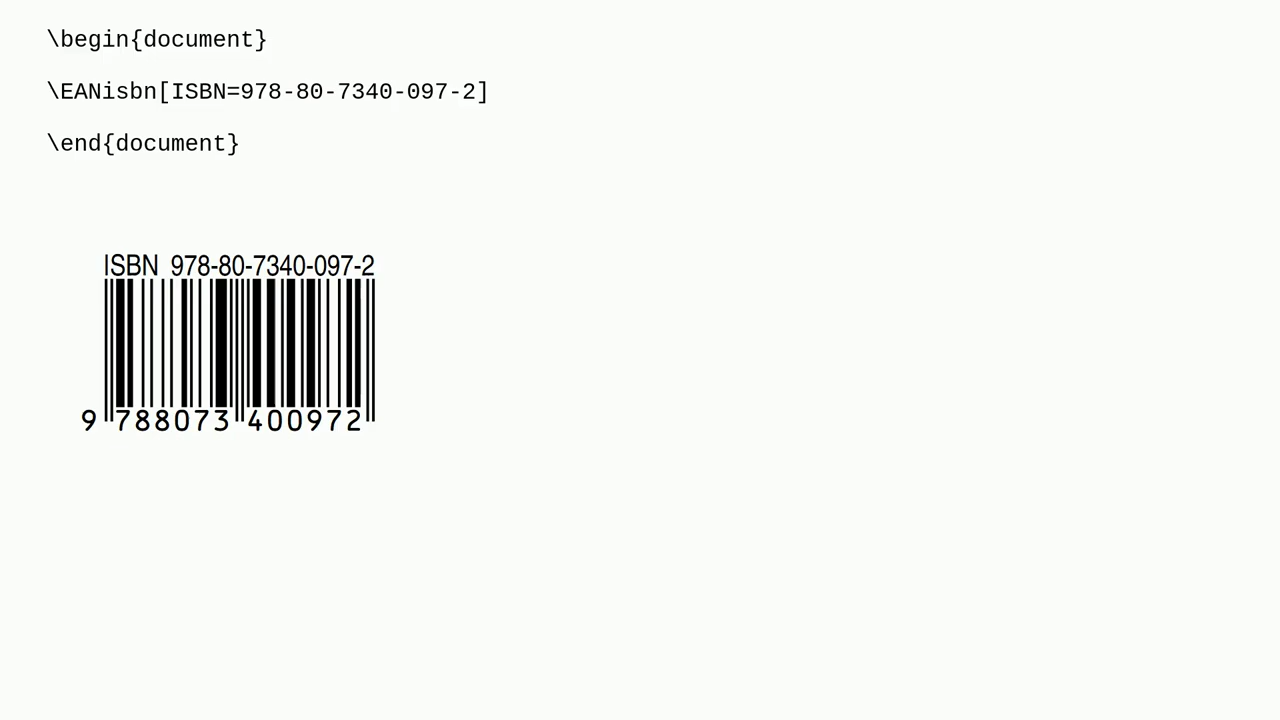 \begin{document}
\EANisbn[ISBN=978-80-7340-097-2]
\end{document}
ISBN 978-80-7340-097-2
9 788073 400972